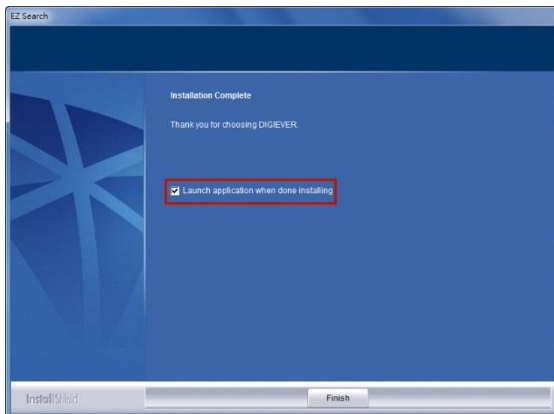 EZ Search
Installation Complete
Thank you for choosing DIGIEVER.
Launch application when done installing
InstallShield
Finish